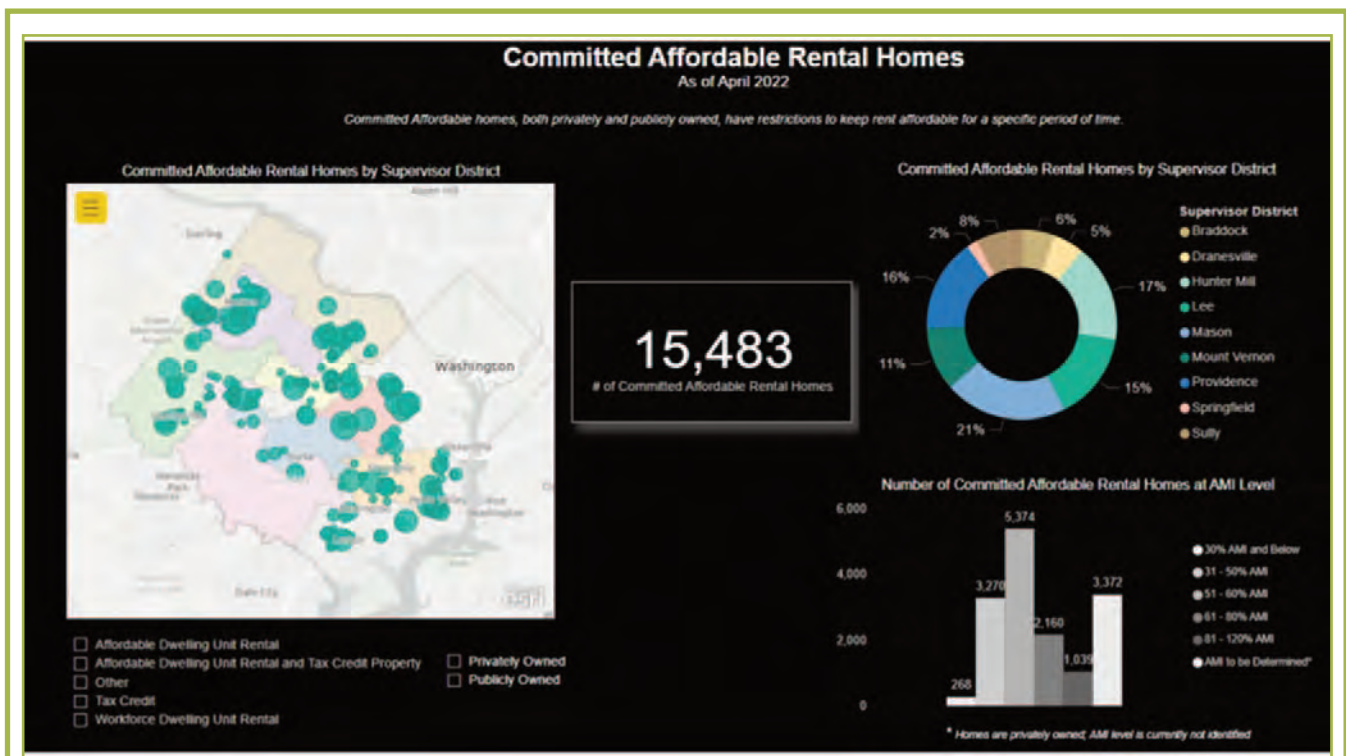 Committed Affordable Rental Homes
As of April 2022
Committed Affordable homes, both privately and publicly owned, have restrictions to keep rent affordable for a specific period of time.
Committed Affordable Rental Homes by Supervisor District
Sterling
Washington
Dale City
esri
Affordable Dwelling Unit Rental
Affordable Dwelling Unit Rental and Tax Credit Property
Other
Tax Credit
Workforce Dwelling Unit Rental
Privately Owned
Publicly Owned
15,483
# of Committed Affordable Rental Homes
Committed Affordable Rental Homes by Supervisor District
8%
6%
2%
5%
16%
17%
11%
15%
21%
Supervisor District
Braddock
Dranesville
Hunter Mill
Lee
Mason
Mount Vernon
Providence
Springfield
Sully
Number of Committed Affordable Rental Homes at AMI Level
6,000
4,000
2,000
0
268
3,270
5,374
2,160
1,039
3,372
30% AMI and Below
31 - 50% AMI
51 - 60% AMI
61 - 80% AMI
81 - 120% AMI
AMI to be Determined*
* Homes are privately owned; AMI level is currently not identified